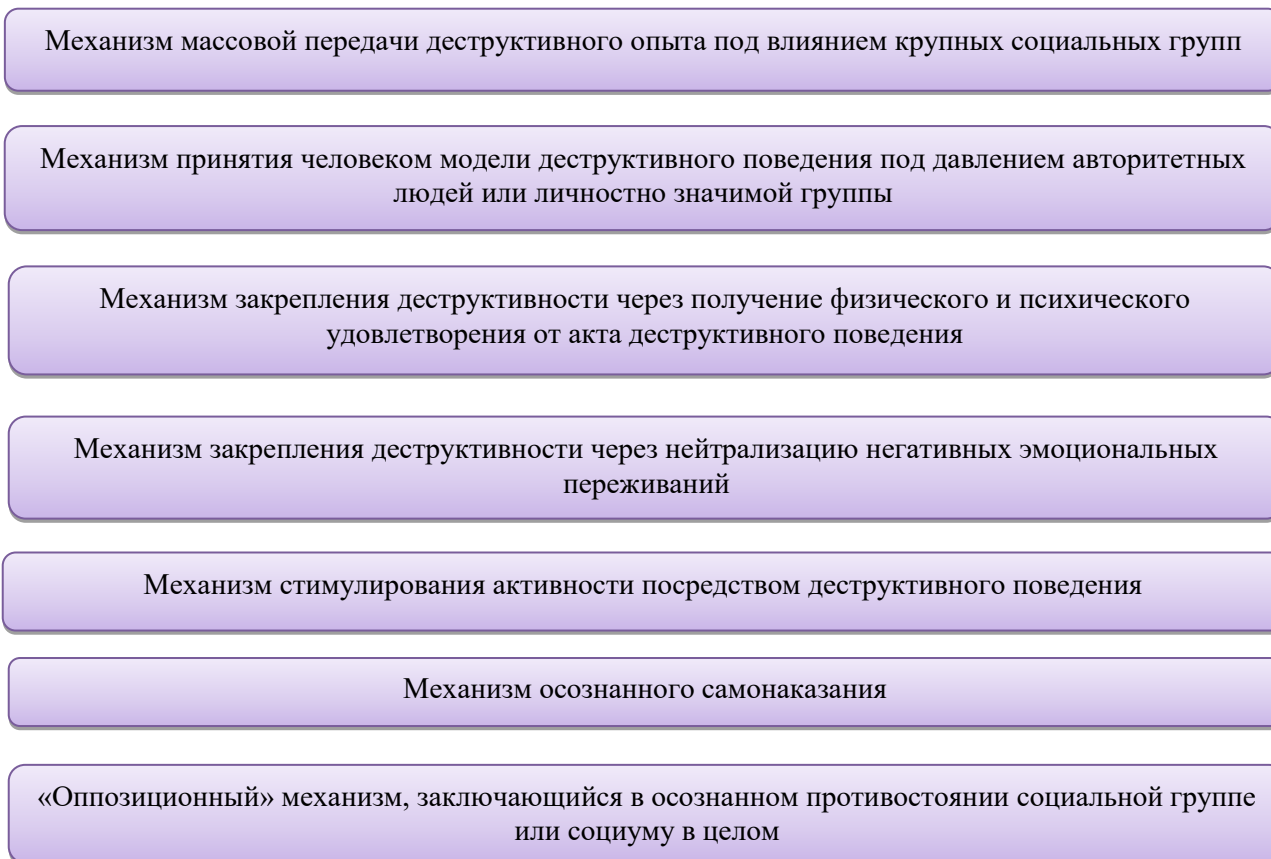 Механизм массовой передачи деструктивного опыта под влиянием крупных социальных групп
Механизм принятия человеком модели деструктивного поведения под давлением авторитетных
людей или личностно значимой группы
Механизм закрепления деструктивности через получение физического и психического
удовлетворения от акта деструктивного поведения
Механизм закрепления деструктивности через нейтрализацию негативных эмоциональных
переживаний
Механизм стимулирования активности посредством деструктивного поведения
Механизм осознанного самонаказания
«Оппозиционный» механизм, заключающийся в осознанном противостоянии социальной группе
или социуму в целом